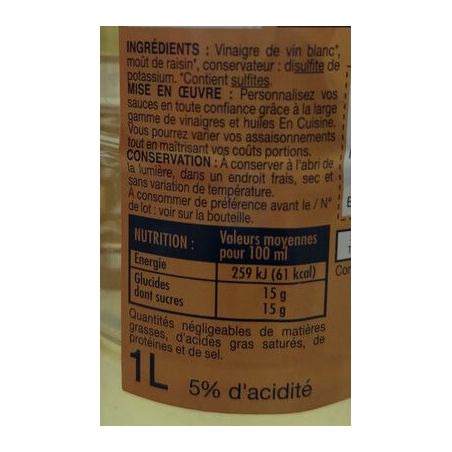 INGRÉDIENTS : Vinaigre de vin blanc*,
moût de raisin*, conservateur : disulfite de
potassium. *Contient sulfites.
MISE EN ŒUVRE : Personnalisez vos
sauces en toute confiance grâce à la large
gamme de vinaigres et huiles En Cuisine.
Vous pourrez varier vos assaisonnements
tout en maîtrisant vos coûts portions.
CONSERVATION : A conserver à l'abri de
la lumière, dans un endroit frais, sec et
sans variation de température.
A consommer de préférence avant le / N°
de lot : voir sur la bouteille.
NUTRITION : Valeurs moyennes
pour 100 ml
Energie 259 kJ (61 kcal)
Glucides 15 g
dont sucres 15 g
Quantités négligeables de matières
grasses, d'acides gras saturés, de
protéines et de sel.
1L 5% d'acidité